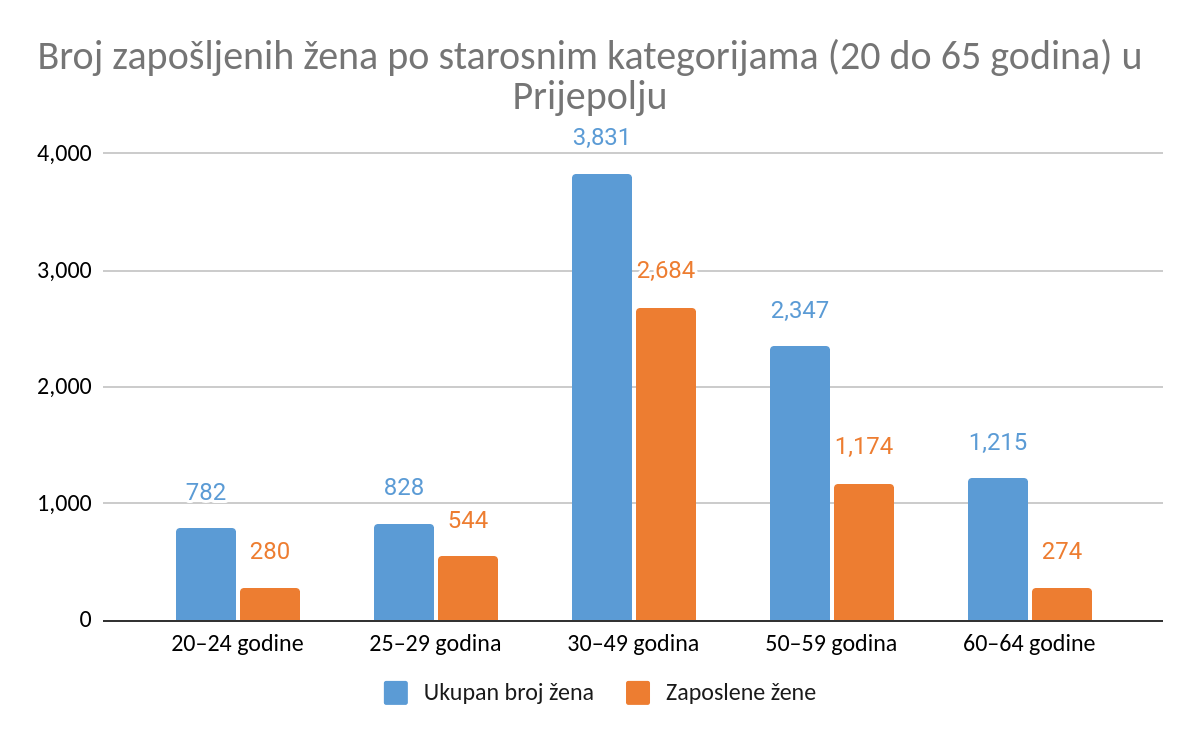 Broj zapošljenih žena po starosnim kategorijama (20 do 65 godina) u
Prijepolju
4,000
3,000
2,000
1,000
0
3,831
2,684
2,347
1,174
1,215
274
782
280
828
544
20–24 godine
25–29 godina
30–49 godina
50–59 godina
60–64 godine
Ukupan broj žena
Zaposlene žene